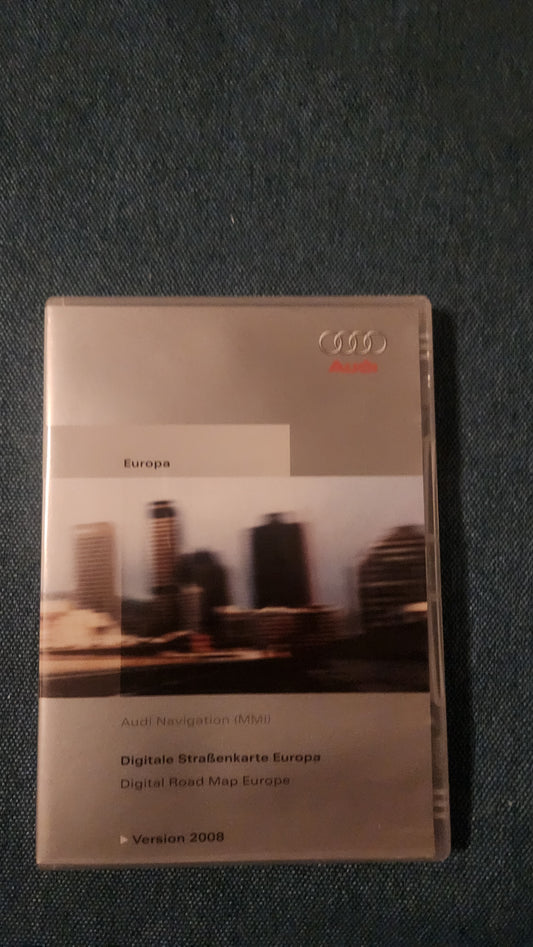 Audi
Europa
Audi Navigation (MMI)
Digitale Straßenkarte Europa
Digital Road Map Europe
Version 2008